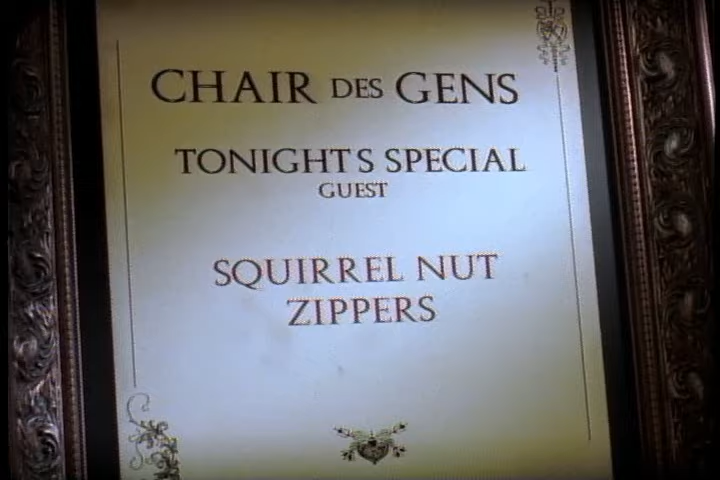 CHAIR DES GENS
TONIGHT S SPECIAL
GUEST
SQUIRREL NUT
ZIPPERS